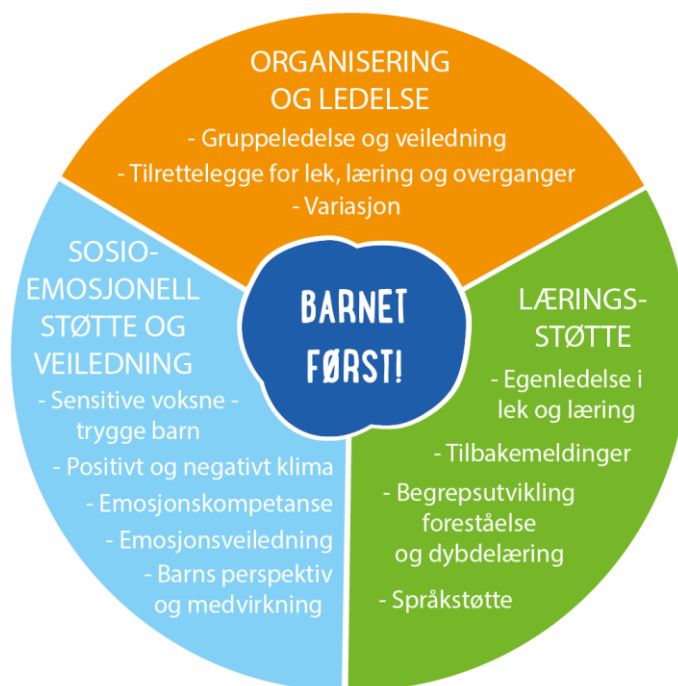 ORGANISERING
OG LEDELSE
- Gruppeledelse og veiledning
- Tilrettelegge for lek, læring og overganger
- Variasjon
SOSIO-
EMOSJONELL
STØTTE OG
VEILEDNING
- Sensitive voksne -
trygge barn
- Positivt og negativt klima
- Emosjonskompetanse
- Emosjonsveiledning
- Barns perspektiv
og medvirkning
BARNET
FØRST!
LÆRINGS-
STØTTE
- Egenledelse i
lek og læring
- Tilbakemeldinger
- Begrepsutvikling
foreståelse
og dybdelæring
- Språkstøtte